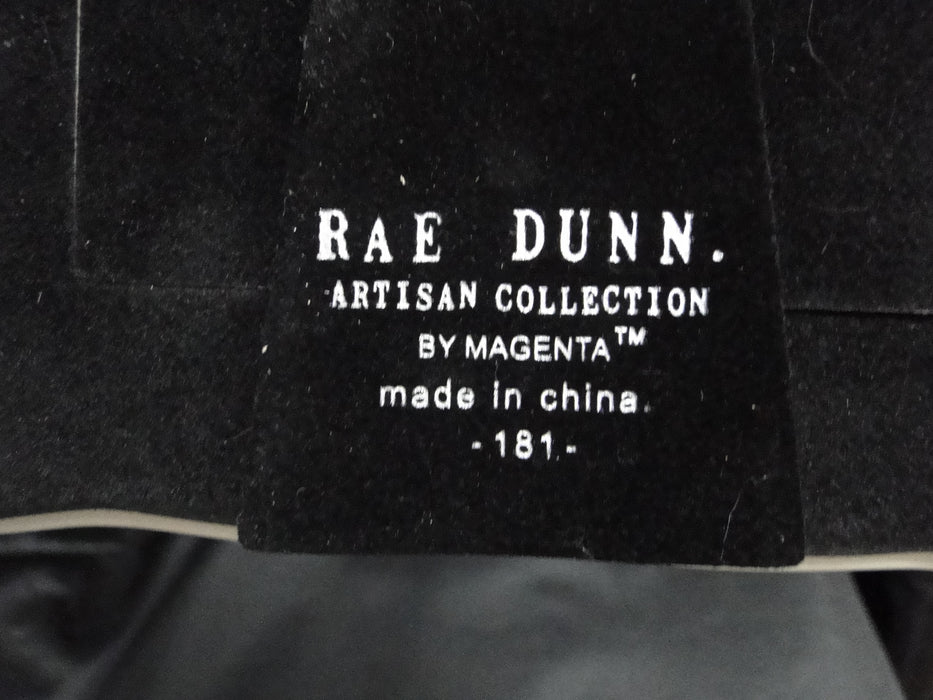 RAE DUNN.
ARTISAN COLLECTION
BY MAGENTA™
made in china.
-181-